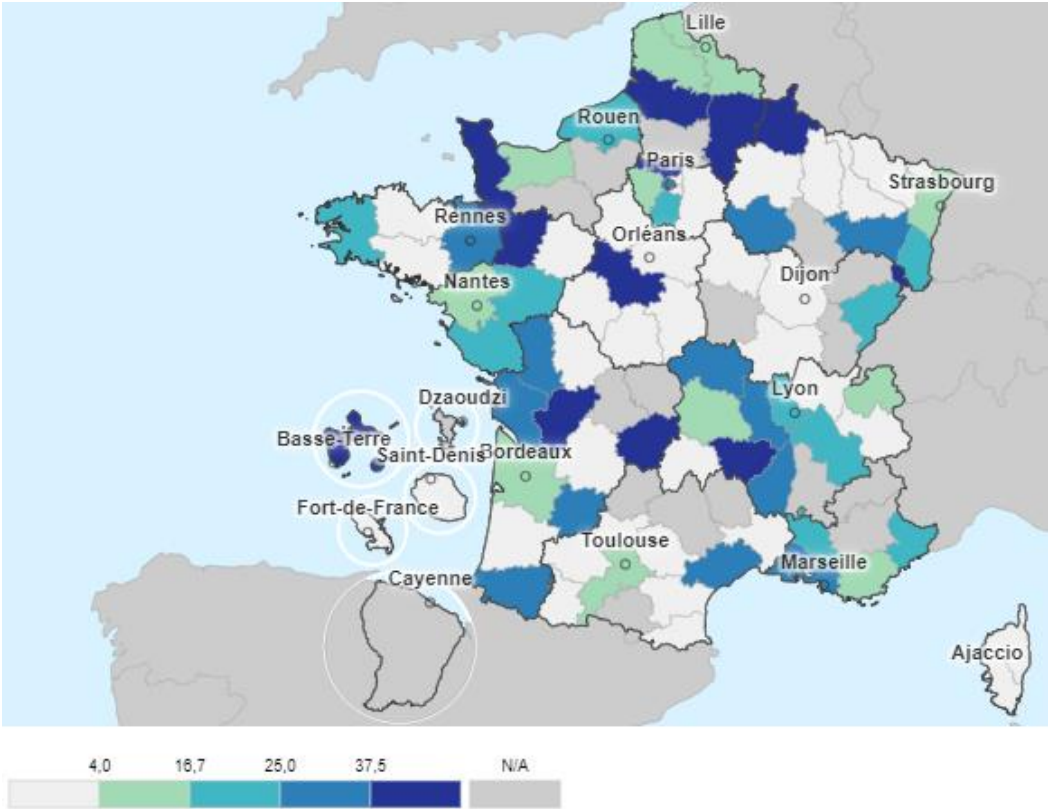 Lille
Rouen
Paris
Strasbourg
Rennes
Orléans
Nantes
Dijon
Lyon
Dzaoudzi
Basse-Terre
Saint-Denis
Bordeaux
Fort-de-France
Toulouse
Marseille
Cayenne
Ajaccio
4,0 16,7 25,0 37,5 N/A